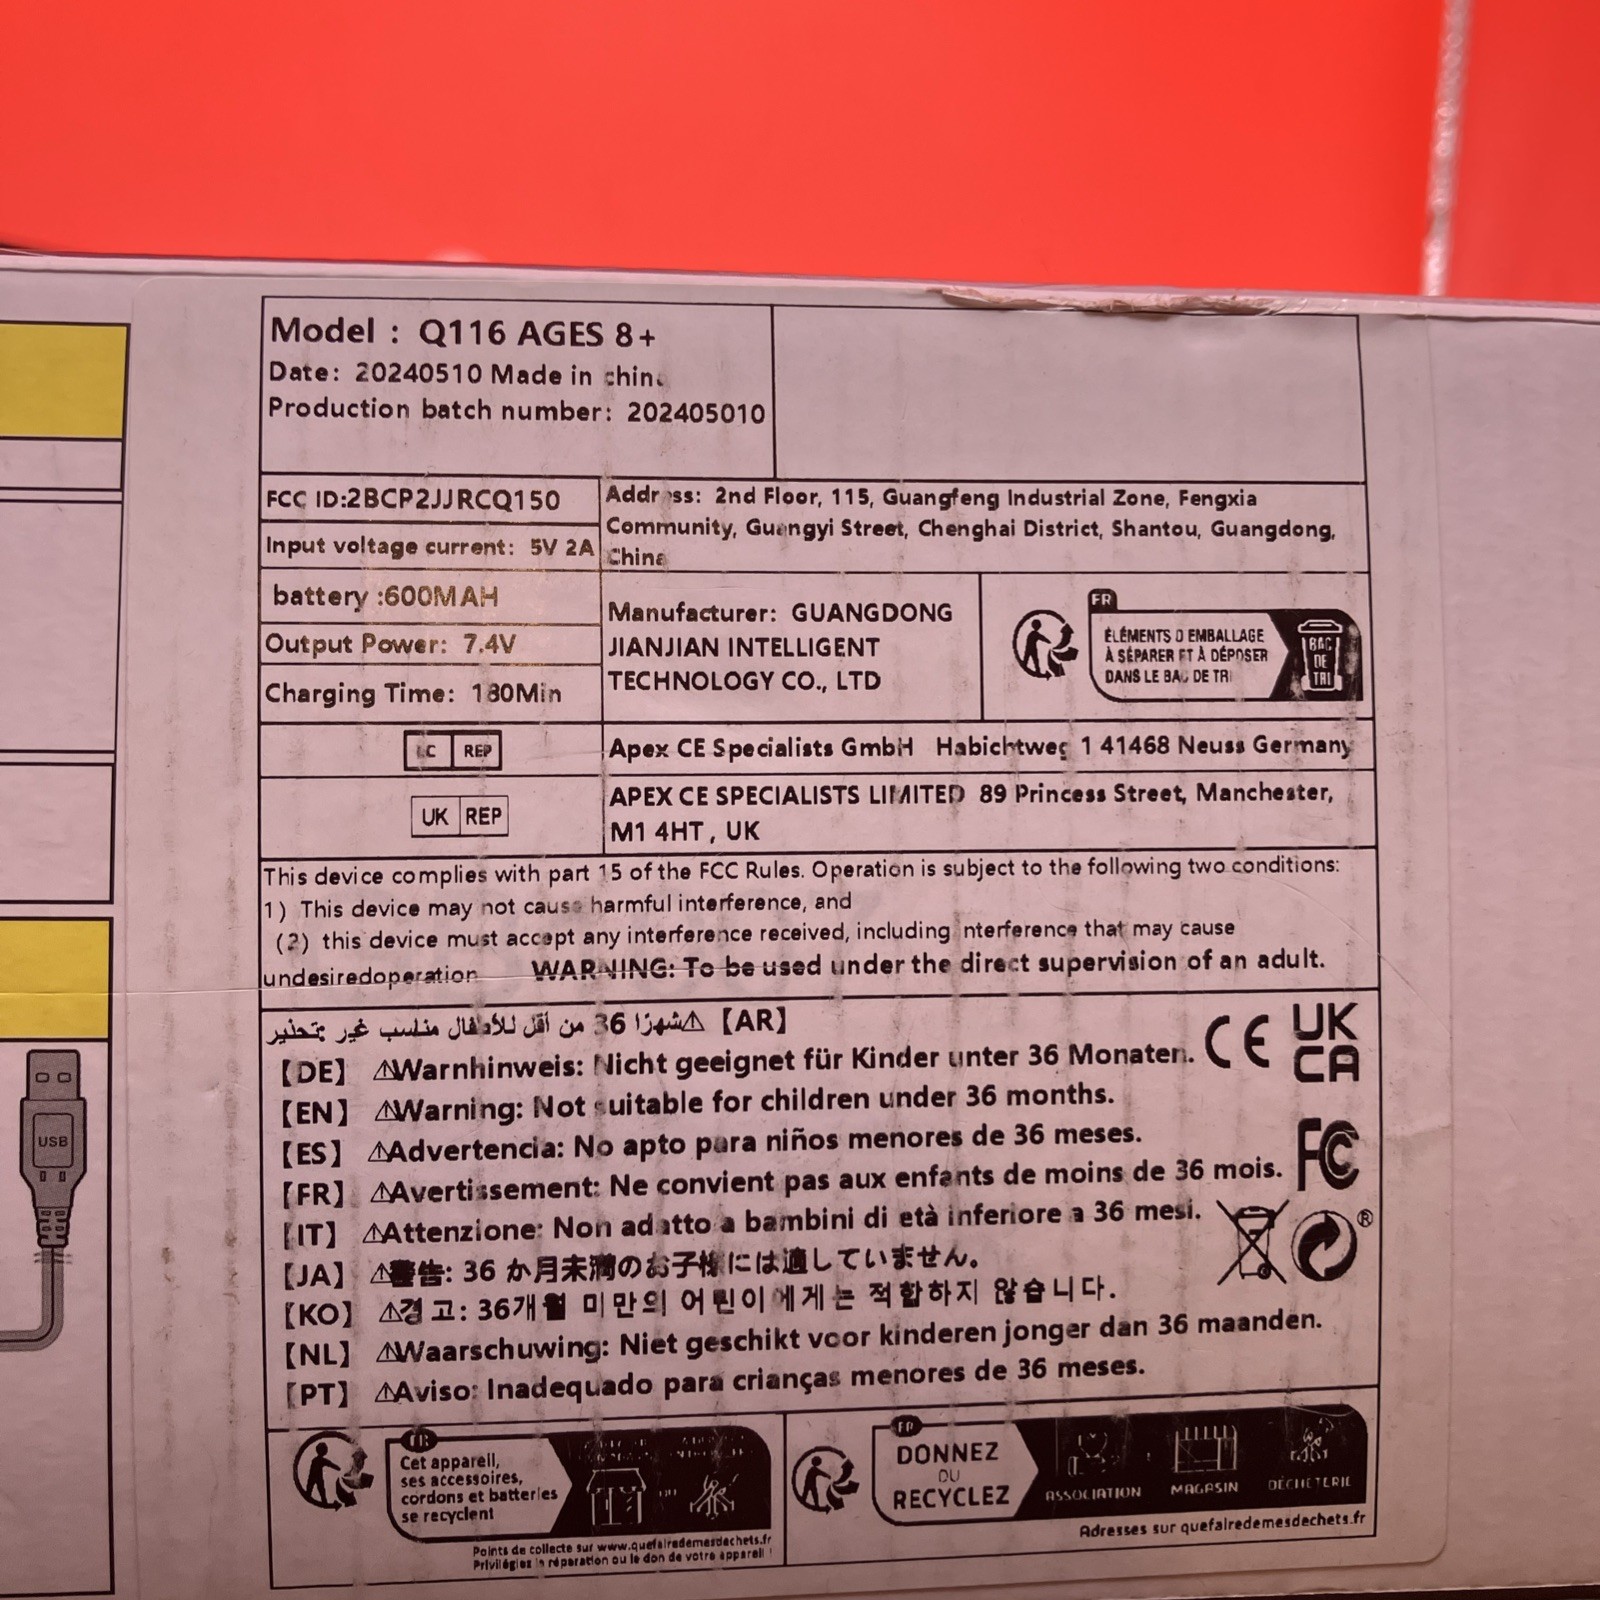 Model : Q116 AGES 8+
Date: 20240510 Made in chin
Production batch number: 202405010
FCC ID:2BCP2JJRCQ150
Input voltage current: 5V 2A
battery :600MAH
Output Power: 7.4V
Charging Time: 180Min
Address: 2nd Floor, 115, Guangfeng Industrial Zone, Fengxia
Community, Guangyi Street, Chenghai District, Shantou, Guangdong,
China
Manufacturer: GUANGDONG
JIANJIAN INTELLIGENT
TECHNOLOGY CO., LTD
FR
ÉLÉMENTS D EMBALLAGE
À SÉPARER ET À DÉPOSER
DANS LE BAC DE TRI
BAC
DE
TRI
EC REP
Apex CE Specialists GmbH Habichtweg 1 41468 Neuss Germany
UK REP
APEX CE SPECIALISTS LIMITED 89 Princess Street, Manchester,
M1 4HT , UK
This device complies with part 15 of the FCC Rules. Operation is subject to the following two conditions:
1) This device may not cause harmful interference, and
(2) this device must accept any interference received, including interference that may cause
undesiredoperation WARNING: To be used under the direct supervision of an adult.
شهرًا 36 من أقل للأطفال مناسب غير :تحذير ⚠【AR】
【DE】 ⚠Warnhinweis: Nicht geeignet für Kinder unter 36 Monaten.
【EN】 ⚠Warning: Not suitable for children under 36 months.
【ES】 ⚠Advertencia: No apto para niños menores de 36 meses.
【FR】 ⚠Avertissement: Ne convient pas aux enfants de moins de 36 mois.
【IT】 ⚠Attenzione: Non adatto a bambini di età inferiore a 36 mesi.
【JA】 ⚠警告: 36 か月未満のお子様には適していません。
【KO】 ⚠경고: 36개월 미만의 어린이에게는 적합하지 않습니다.
【NL】 ⚠Waarschuwing: Niet geschikt voor kinderen jonger dan 36 maanden.
【PT】 ⚠Aviso: Inadequado para crianças menores de 36 meses.
CE
UK
CA
FC
®
USB
FR
Cet appareil,
ses accessoires,
cordons et batteries
se recyclent
OU
Points de collecte sur www.quefairedemesdechets.fr
Privilégiez la réparation ou le don de votre appareil !
FR
DONNEZ
OU
RECYCLEZ
ASSOCIATION
MAGASIN
DÉCHETERIE
Adresses sur quefairedemesdechets.fr